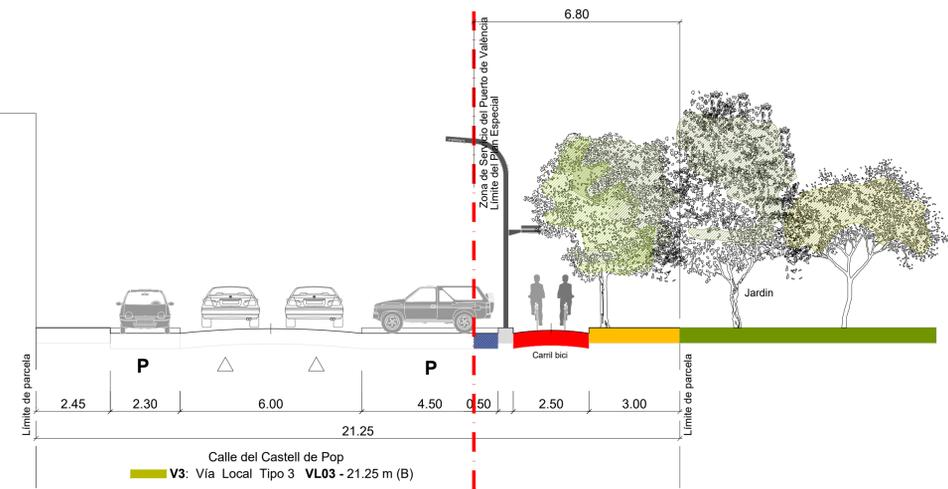 6.80
Zona de Servicio del Puerto de València
Límite del Plan Especial
Jardin
P
P
Carril bici
Límite de parcela
2.45
2.30
6.00
4.50
0.50
2.50
3.00
Límite de parcela
21.25
Calle del Castell de Pop
V3: Vía Local Tipo 3 VL03 - 21.25 m (B)